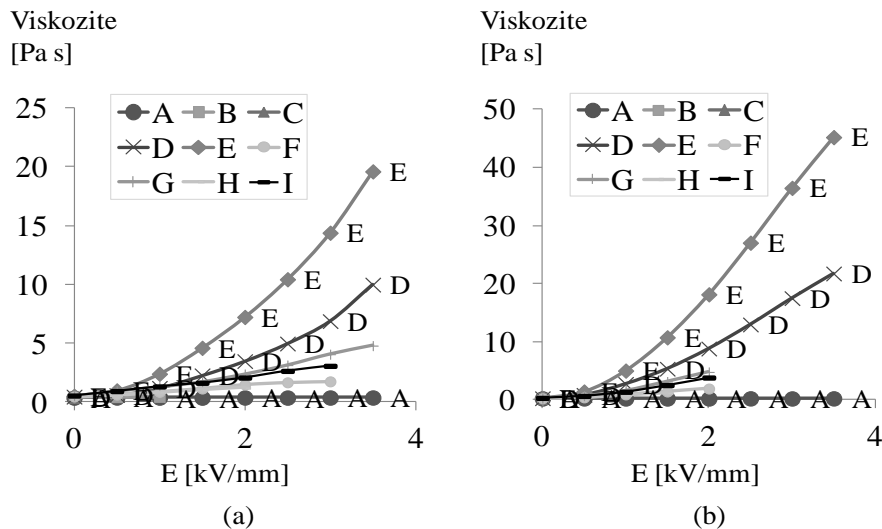 Viskozite
[Pa s]
A B C
D E F
G H I
25
20
15
10
5
0
0 2 4
E E E E E E E E
D D D D D D D D
A A A A A A A A
E [kV/mm]
(a)
Viskozite
[Pa s]
A B C
D E F
G H I
50
40
30
20
10
0
0 2 4
E E E E E E
D D D D D D D
A A A A A A A
E [kV/mm]
(b)